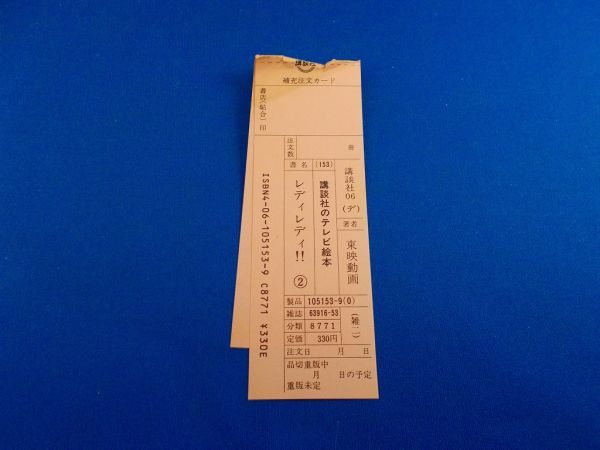 講談社
補充注文カード
書店(帖合)印
注文数 冊
書名 (153)
講談社のテレビ絵本
レディレディ!! ②
講談社06(ヂ)
著者 東映動画
製品 105153-9(0)
雑誌 63916-53
分類 8771
定価 330円
(雑二)
注文日 月 日
品切重版中
月 日の予定
重版未定
ISBN4-06-105153-9 C8771 ¥330E